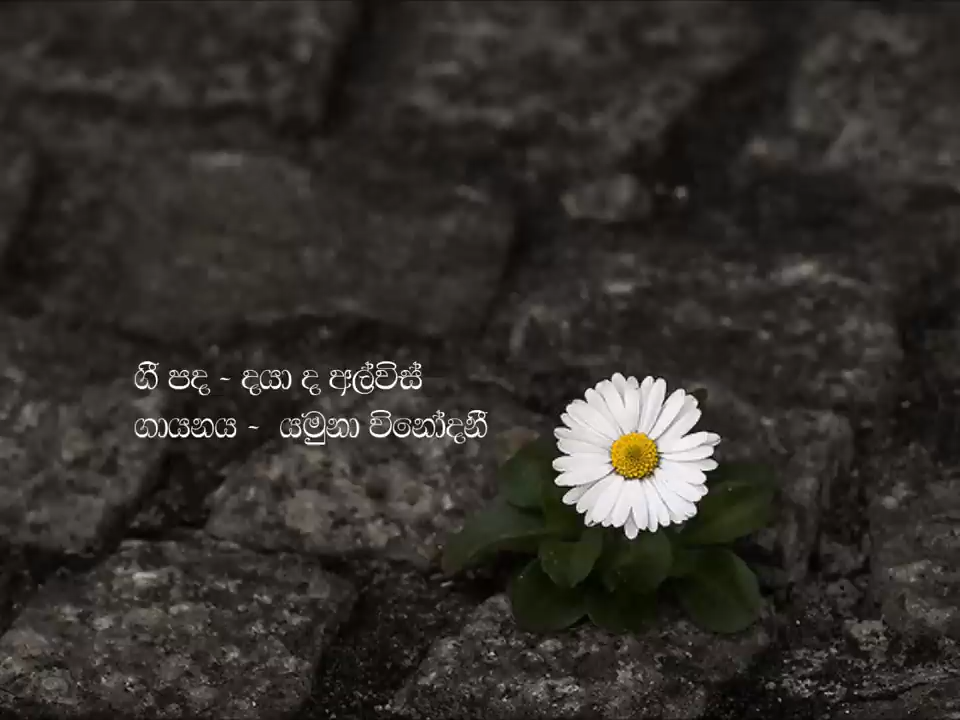 ගී පද - දයා ද අල්විස්
ගායනය -  යමුනා විනෝදනී